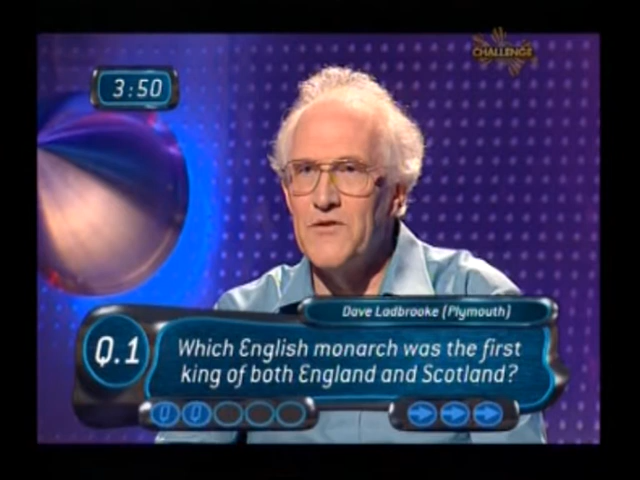 CHALLENGE
3:50
Dave Ladbrooke (Plymouth)
Q.1
Which English monarch was the first
king of both England and Scotland?